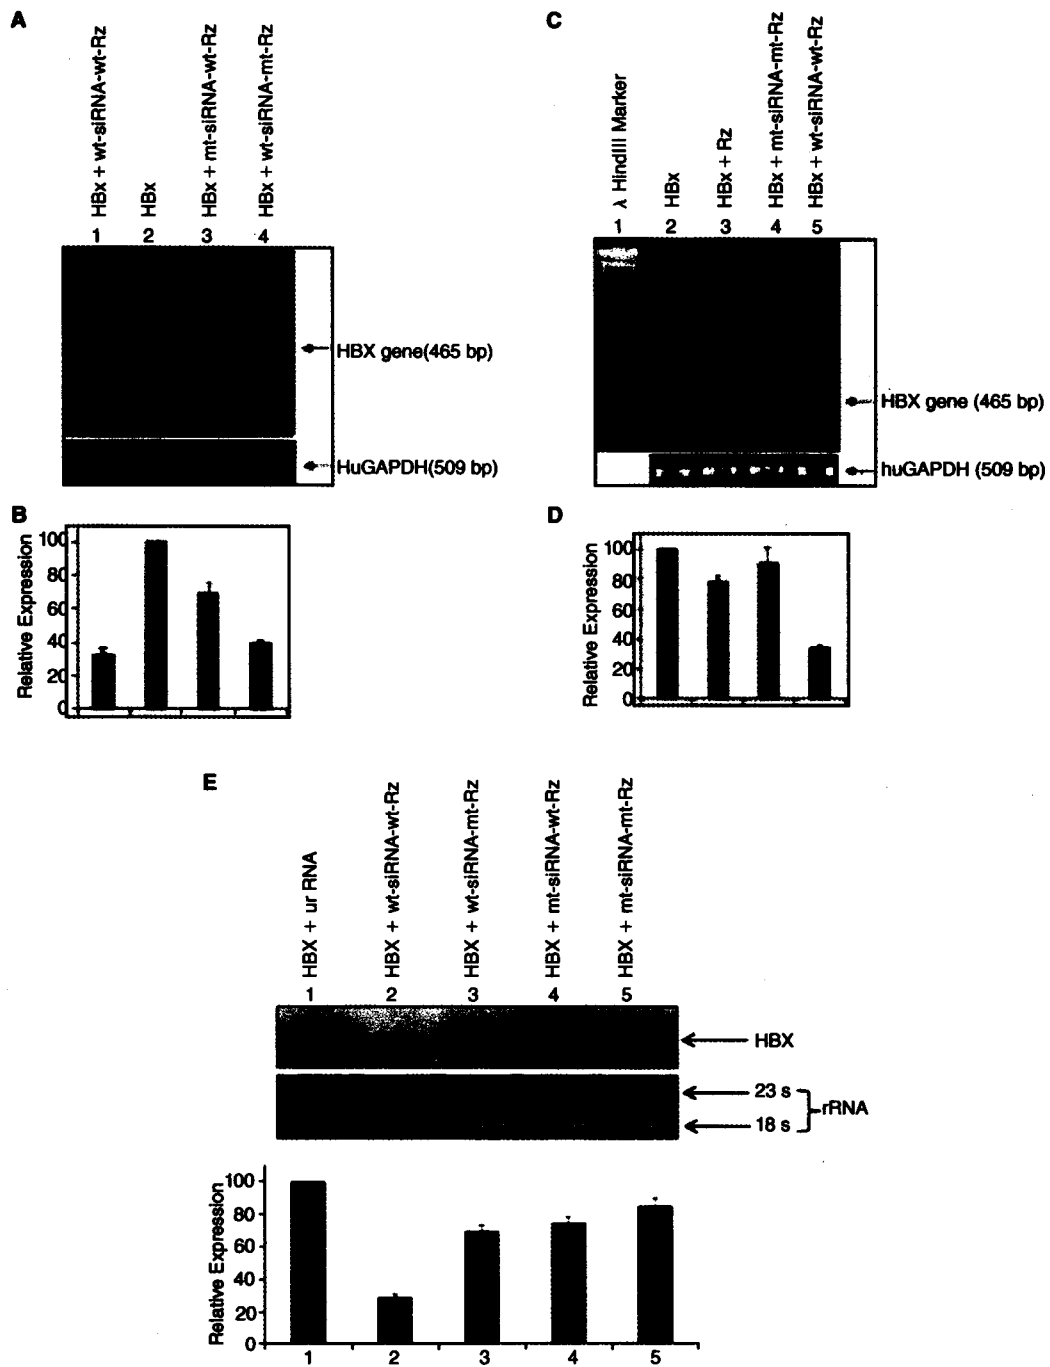 A
HBx + wt-siRNA-wt-Rz
HBx
HBx + mt-siRNA-wt-Rz
HBx + wt-siRNA-mt-Rz
1 2 3 4
HBX gene(465 bp)
HuGAPDH(509 bp)
B
Relative Expression
100
80
60
40
20
0
C
λ HindIII Marker
HBx
HBx + Rz
HBx + mt-siRNA-mt-Rz
HBx + wt-siRNA-wt-Rz
1 2 3 4 5
HBX gene (465 bp)
huGAPDH (509 bp)
D
Relative Expression
100
80
60
40
20
0
E
HBX + ur RNA
HBX + wt-siRNA-wt-Rz
HBX + wt-siRNA-mt-Rz
HBX + mt-siRNA-wt-Rz
HBX + mt-siRNA-mt-Rz
1 2 3 4 5
HBX
23 s
18 s
rRNA
Relative Expression
100
80
60
40
20
0
1 2 3 4 5